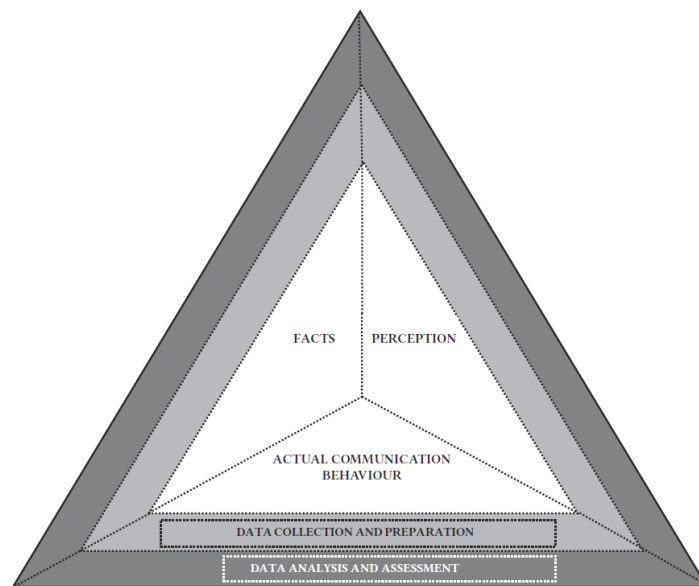 FACTS
PERCEPTION
ACTUAL COMMUNICATION
BEHAVIOUR
DATA COLLECTION AND PREPARATION
DATA ANALYSIS AND ASSESSMENT